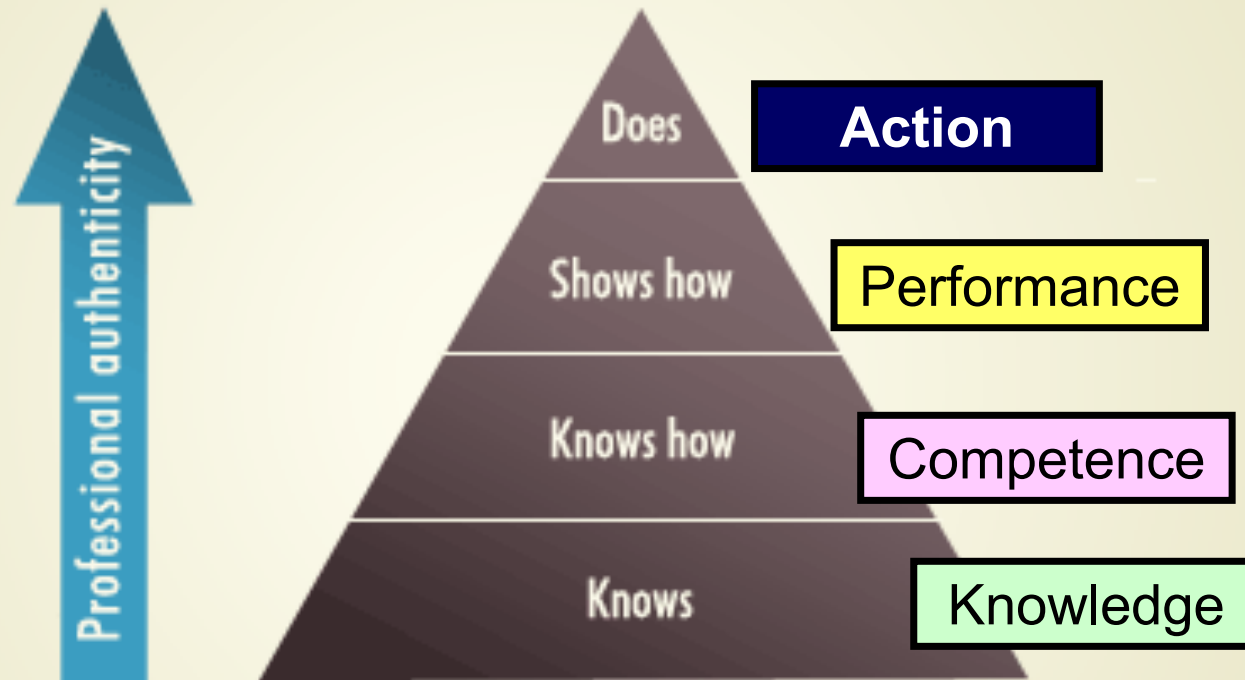 Professional authenticity
Does
Action
Shows how
Performance
Knows how
Competence
Knows
Knowledge